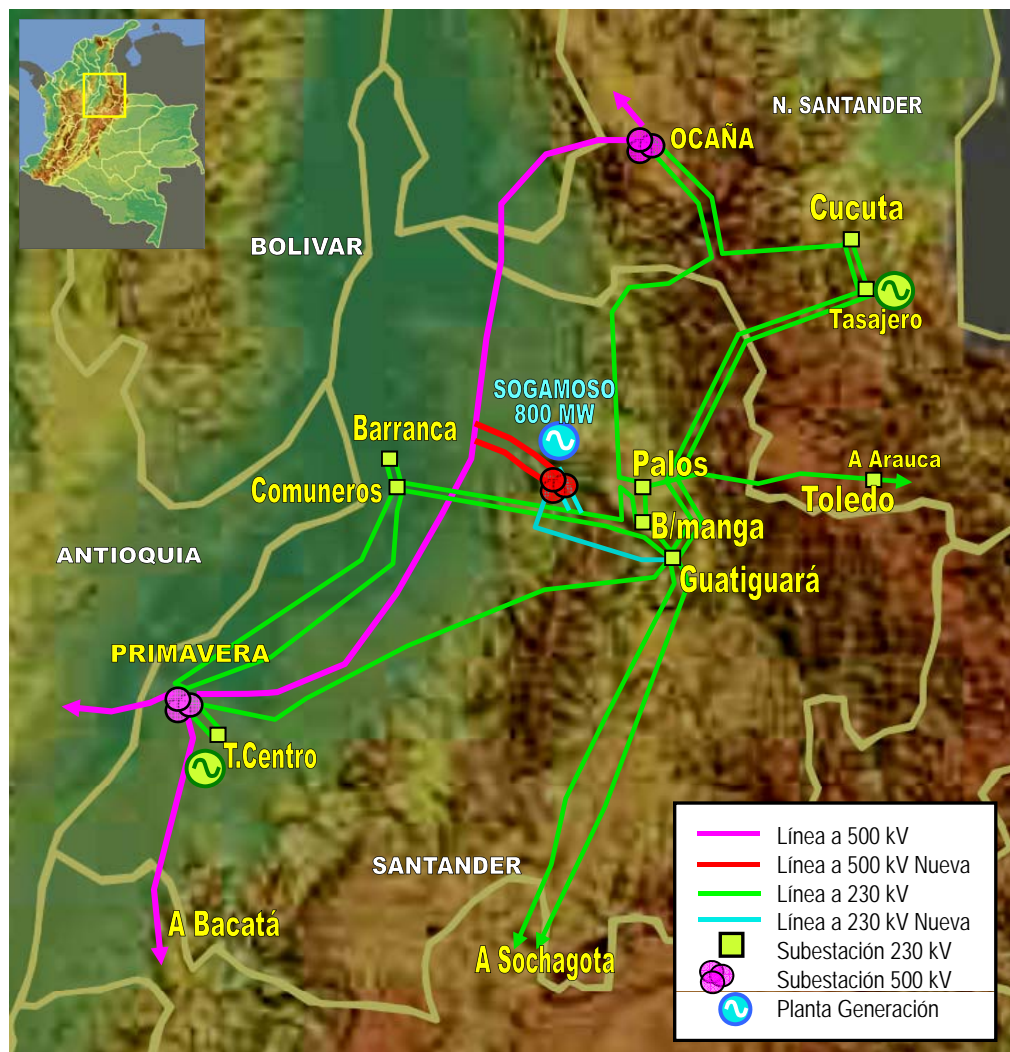 N. SANTANDER
OCAÑA
Cucuta
BOLIVAR
Tasajero
SOGAMOSO
800 MW
Barranca
Palos
A Arauca
Comuneros
Toledo
B/manga
ANTIOQUIA
Guatiguará
PRIMAVERA
T.Centro
SANTANDER
A Bacatá
A Sochagota
Línea a 500 kV
Línea a 500 kV Nueva
Línea a 230 kV
Línea a 230 kV Nueva
Subestación 230 kV
Subestación 500 kV
Planta Generación